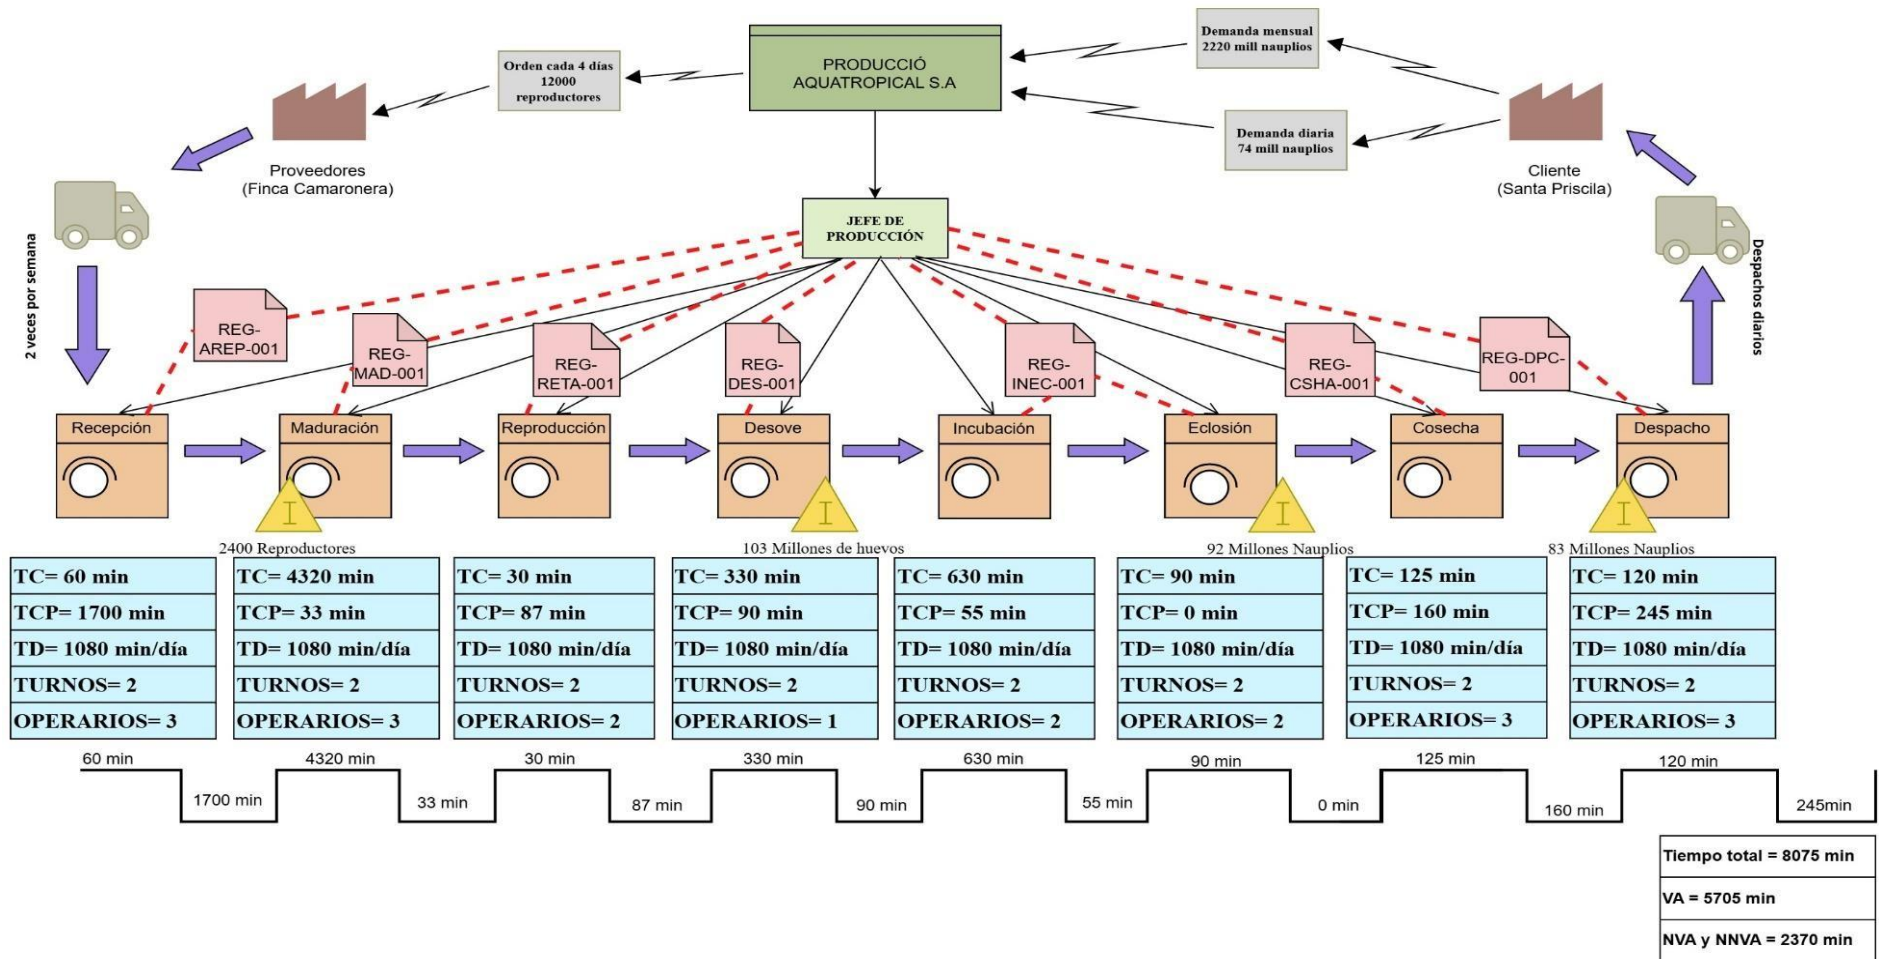 Orden cada 4 días
12000
reproductores
PRODUCCIÓ
AQUATROPICAL S.A
Demanda mensual
2220 mill nauplios
Demanda diaria
74 mill nauplios
Proveedores
(Finca Camaronera)
Cliente
(Santa Priscila)
2 veces por semana
Despachos diarios
JEFE DE
PRODUCCIÓN
REG-
AREP-001
REG-
MAD-001
REG-
RETA-001
REG-
DES-001
REG-
INEC-001
REG-
CSHA-001
REG-DPC-
001
Recepción
Maduración
Reproducción
Desove
Incubación
Eclosión
Cosecha
Despacho
I
I
I
I
2400 Reproductores
103 Millones de huevos
92 Millones Nauplios
83 Millones Nauplios
TC= 60 min
TCP= 1700 min
TD= 1080 min/día
TURNOS= 2
OPERARIOS= 3
TC= 4320 min
TCP= 33 min
TD= 1080 min/día
TURNOS= 2
OPERARIOS= 3
TC= 30 min
TCP= 87 min
TD= 1080 min/día
TURNOS= 2
OPERARIOS= 2
TC= 330 min
TCP= 90 min
TD= 1080 min/día
TURNOS= 2
OPERARIOS= 1
TC= 630 min
TCP= 55 min
TD= 1080 min/día
TURNOS= 2
OPERARIOS= 2
TC= 90 min
TCP= 0 min
TD= 1080 min/día
TURNOS= 2
OPERARIOS= 2
TC= 125 min
TCP= 160 min
TD= 1080 min/día
TURNOS= 2
OPERARIOS= 3
TC= 120 min
TCP= 245 min
TD= 1080 min/día
TURNOS= 2
OPERARIOS= 3
60 min
1700 min
4320 min
33 min
30 min
87 min
330 min
90 min
630 min
55 min
90 min
0 min
125 min
160 min
120 min
245min
Tiempo total = 8075 min
VA = 5705 min
NVA y NNVA = 2370 min